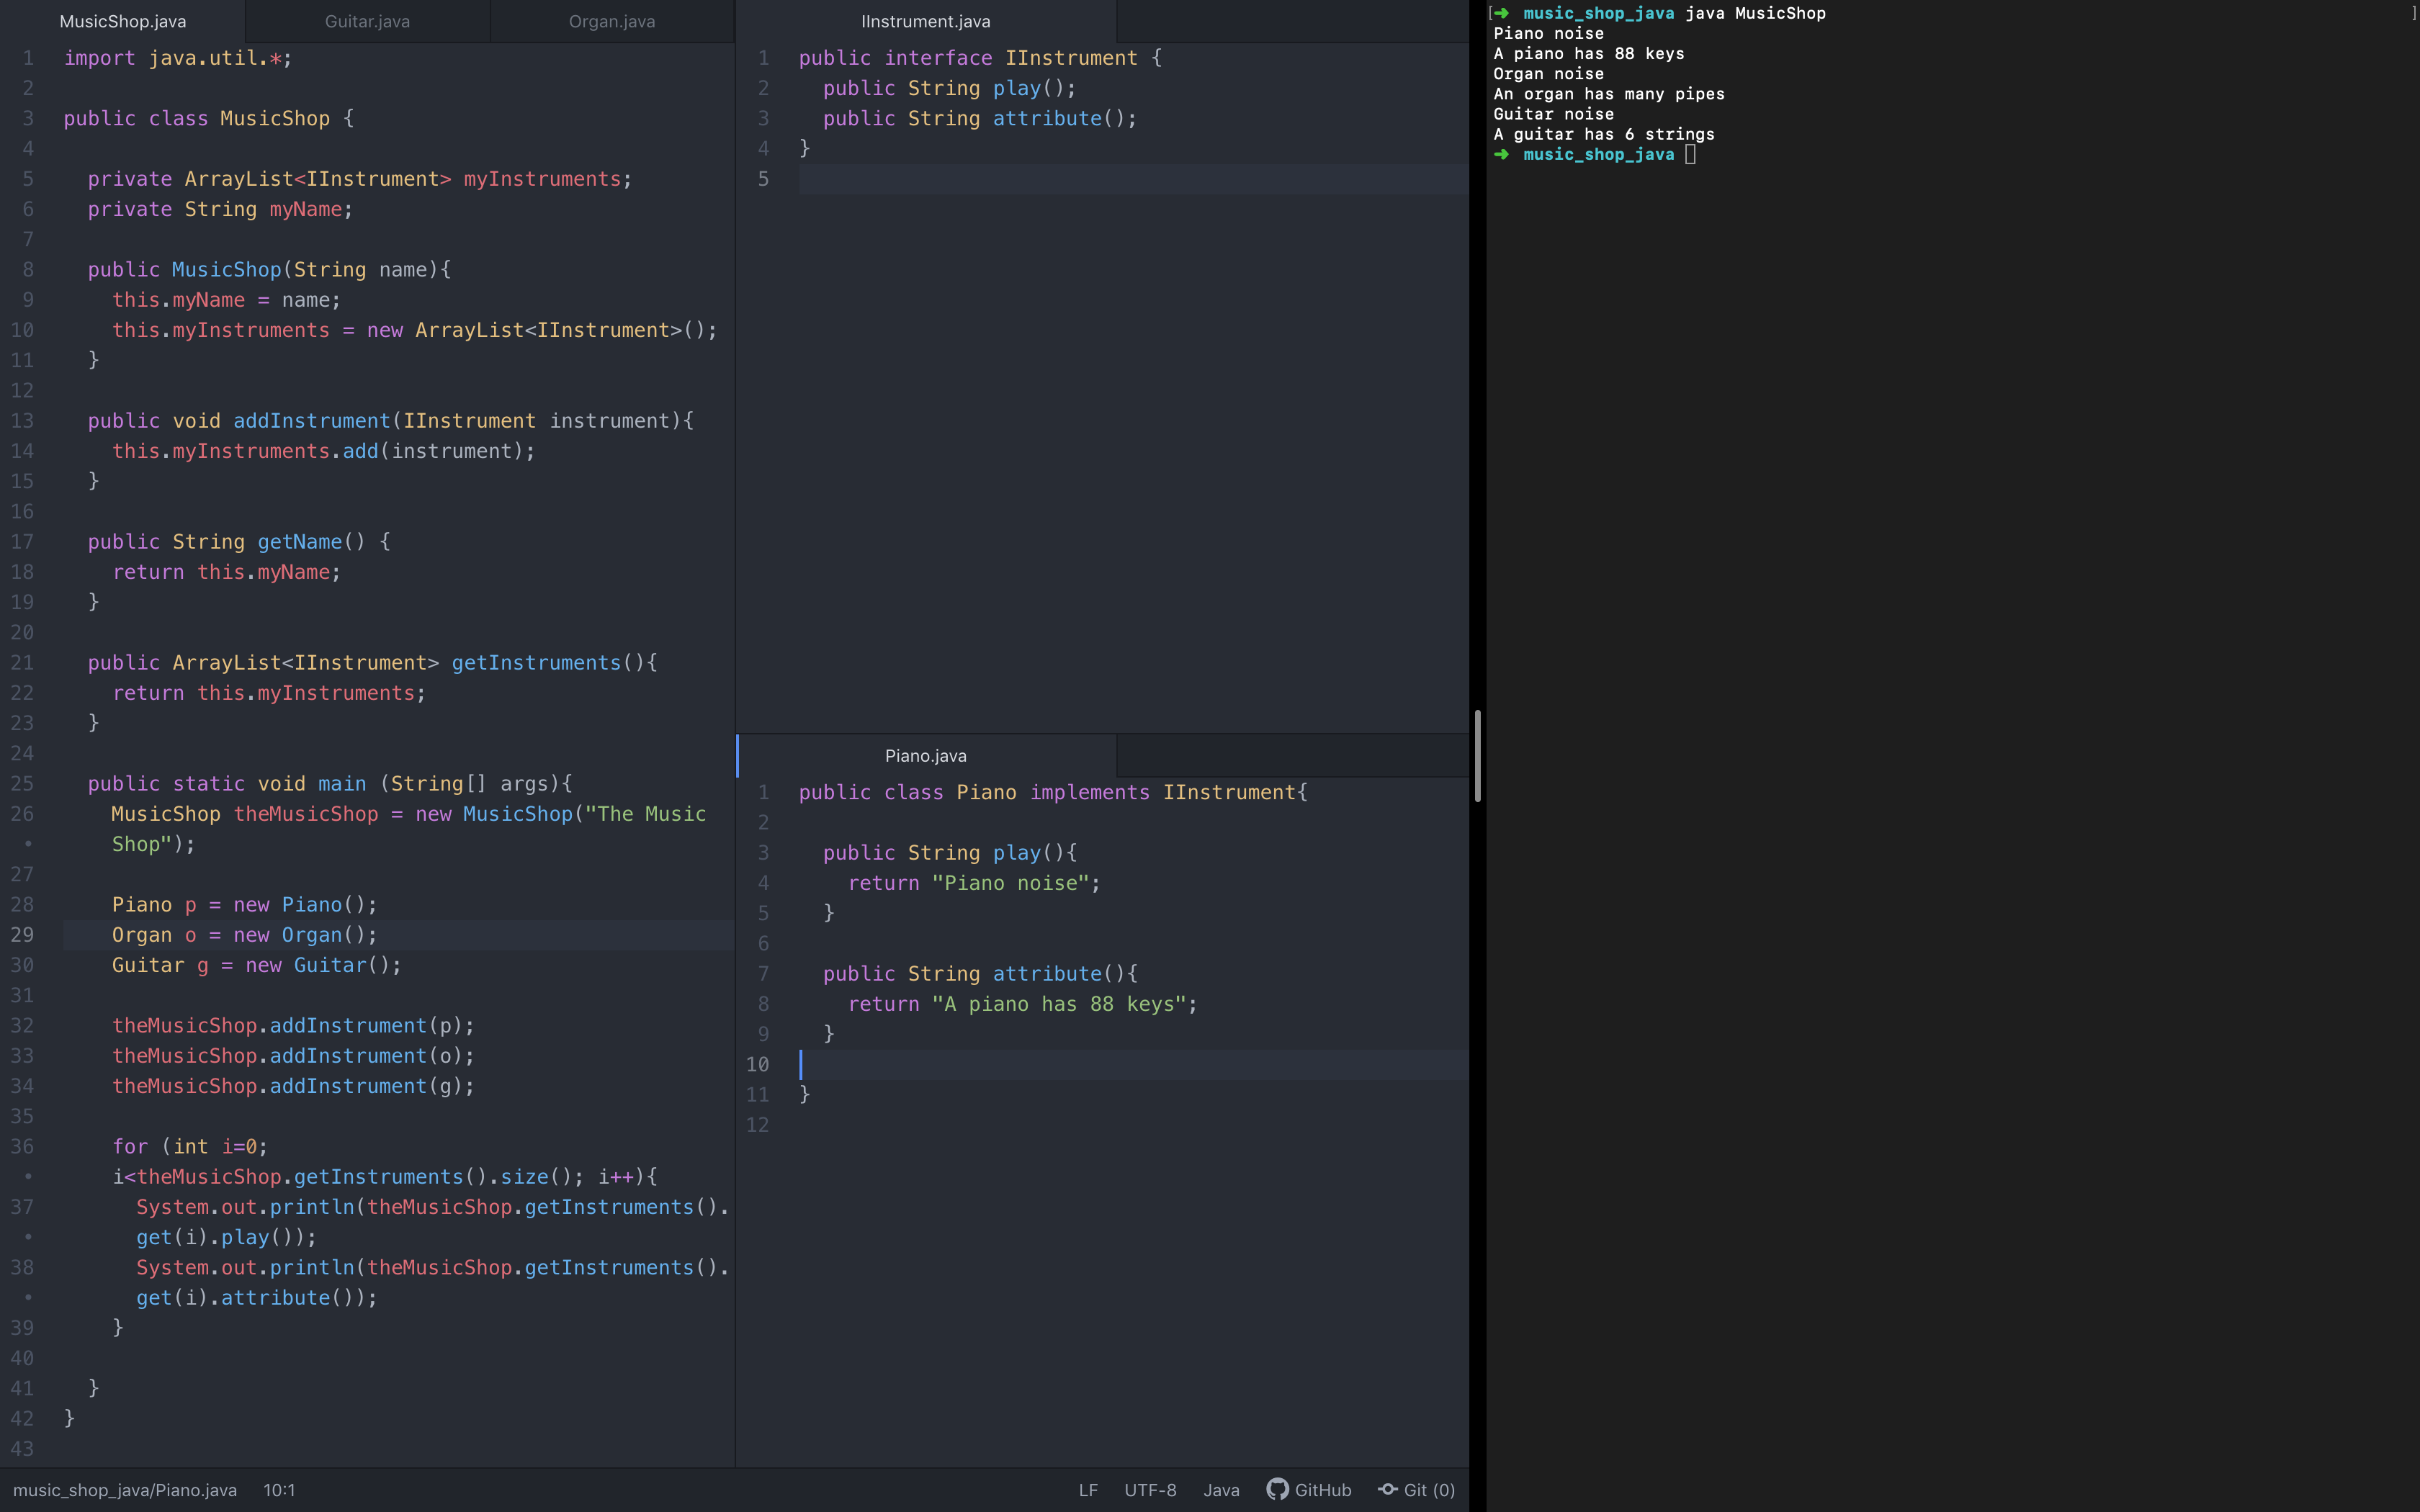 MusicShop.java
Guitar.java
Organ.java
1 import java.util.*;
2
3 public class MusicShop {
4
5 private ArrayList<IInstrument> myInstruments;
6 private String myName;
7
8 public MusicShop(String name){
9 this.myName = name;
10 this.myInstruments = new ArrayList<IInstrument>();
11 }
12
13 public void addInstrument(IInstrument instrument){
14 this.myInstruments.add(instrument);
15 }
16
17 public String getName() {
18 return this.myName;
19 }
20
21 public ArrayList<IInstrument> getInstruments(){
22 return this.myInstruments;
23 }
24
25 public static void main (String[] args){
26 MusicShop theMusicShop = new MusicShop("The Music
• Shop");
27
28 Piano p = new Piano();
29 Organ o = new Organ();
30 Guitar g = new Guitar();
31
32 theMusicShop.addInstrument(p);
33 theMusicShop.addInstrument(o);
34 theMusicShop.addInstrument(g);
35
36 for (int i=0;
• i<theMusicShop.getInstruments().size(); i++){
37 System.out.println(theMusicShop.getInstruments().
• get(i).play());
38 System.out.println(theMusicShop.getInstruments().
• get(i).attribute());
39 }
40
41 }
42 }
43
IInstrument.java
1 public interface IInstrument {
2 public String play();
3 public String attribute();
4 }
5
Piano.java
1 public class Piano implements IInstrument{
2
3 public String play(){
4 return "Piano noise";
5 }
6
7 public String attribute(){
8 return "A piano has 88 keys";
9 }
10
11 }
12
music_shop_java/Piano.java 10:1
LF UTF-8 Java GitHub Git (0)
[➜ music_shop_java java MusicShop ]
Piano noise
A piano has 88 keys
Organ noise
An organ has many pipes
Guitar noise
A guitar has 6 strings
➜ music_shop_java